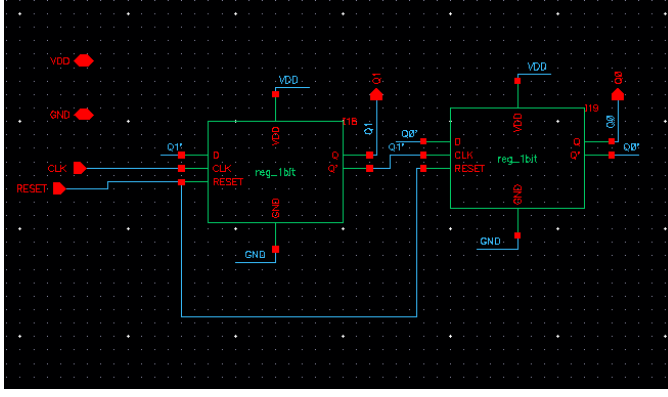 VDD
GND
CLK
RESET
Q1'
D
CLK
RESET
VDD
VDD
reg_1bit
GND
GND
Q
Q'
Q1
Q1
Q0'
Q1'
D
CLK
RESET
VDD
VDD
reg_1bit
GND
GND
I19
Q
Q'
Q0
Q0
Q0'